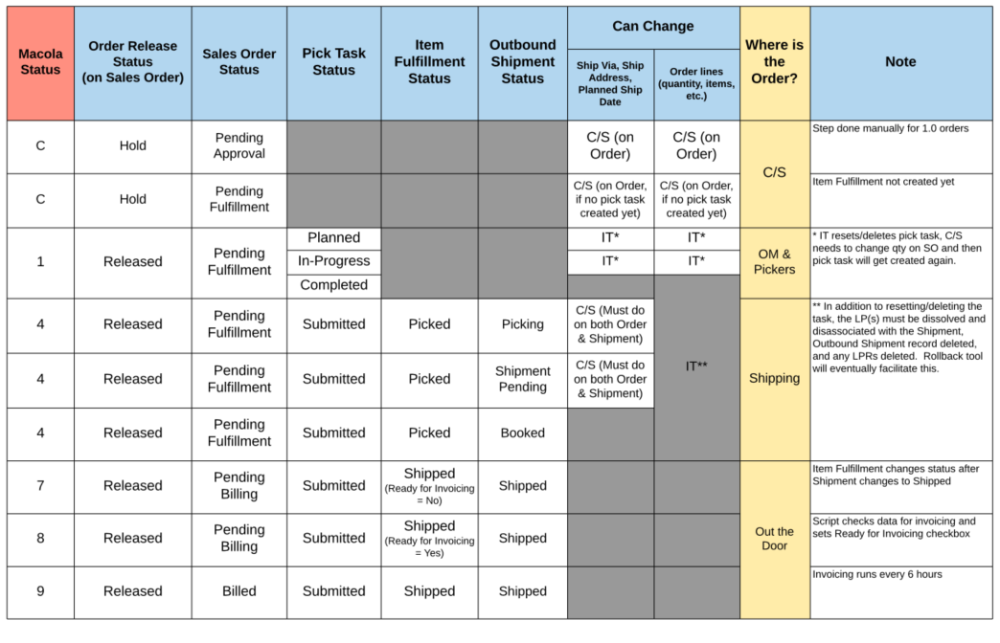 Macola
Status
Order Release
Status
(on Sales Order)
Sales Order
Status
Pick Task
Status
Item
Fulfillment
Status
Outbound
Shipment
Status
Can Change
Ship Via, Ship
Address,
Planned Ship
Date
Order lines
(quantity, items,
etc.)
Where is
the
Order?
Note
C
Hold
Pending
Approval
C/S (on
Order)
C/S (on
Order)
C/S
Step done manually for 1.0 orders
C
Hold
Pending
Fulfillment
C/S (on Order,
if no pick task
created yet)
C/S (on Order,
if no pick task
created yet)
Item Fulfillment not created yet
1
Released
Pending
Fulfillment
Planned
In-Progress
Completed
IT*
IT*
IT*
IT*
OM &
Pickers
* IT resets/deletes pick task, C/S
needs to change qty on SO and then
pick task will get created again.
4
Released
Pending
Fulfillment
Submitted
Picked
Picking
C/S (Must do
on both Order
& Shipment)
IT**
Shipping
** In addition to resetting/deleting the
task, the LP(s) must be dissolved and
disassociated with the Shipment,
Outbound Shipment record deleted,
and any LPRs deleted.  Rollback tool
will eventually facilitate this.
4
Released
Pending
Fulfillment
Submitted
Picked
Shipment
Pending
C/S (Must do
on both Order
& Shipment)
4
Released
Pending
Fulfillment
Submitted
Picked
Booked
7
Released
Pending
Billing
Submitted
Shipped
(Ready for Invoicing
= No)
Shipped
Out the
Door
Item Fulfillment changes status after
Shipment changes to Shipped
8
Released
Pending
Billing
Submitted
Shipped
(Ready for Invoicing
= Yes)
Shipped
Script checks data for invoicing and
sets Ready for Invoicing checkbox
9
Released
Billed
Submitted
Shipped
Shipped
Invoicing runs every 6 hours